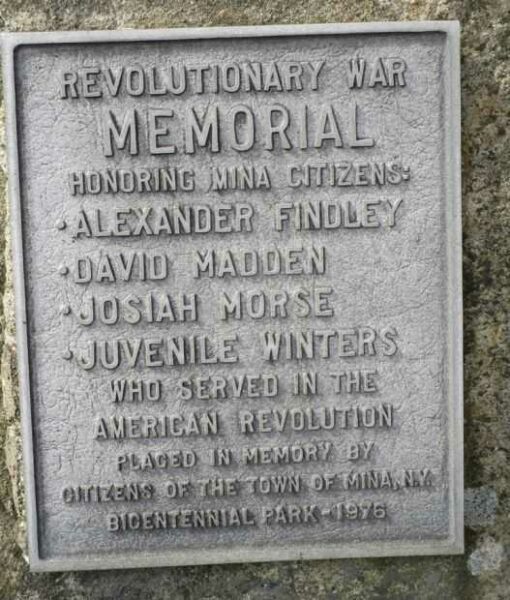 REVOLUTIONARY WAR
MEMORIAL
HONORING MINA CITIZENS:
• ALEXANDER FINDLEY
• DAVID MADDEN
• JOSIAH MORSE
• JUVENILE WINTERS
WHO SERVED IN THE
AMERICAN REVOLUTION
PLACED IN MEMORY BY
CITIZENS OF THE TOWN OF MINA, N.Y.
BICENTENNIAL PARK - 1976